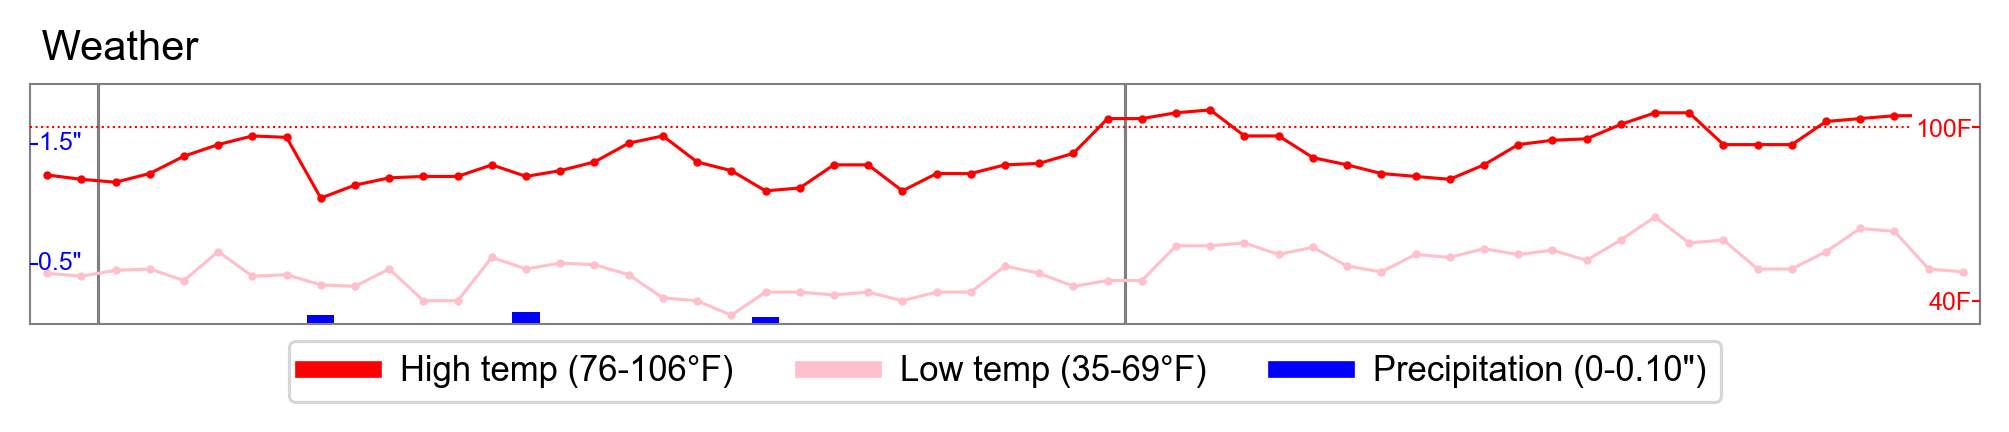 Weather
1.5"
100F
0.5"
40F
High temp (76-106°F) Low temp (35-69°F) Precipitation (0-0.10")